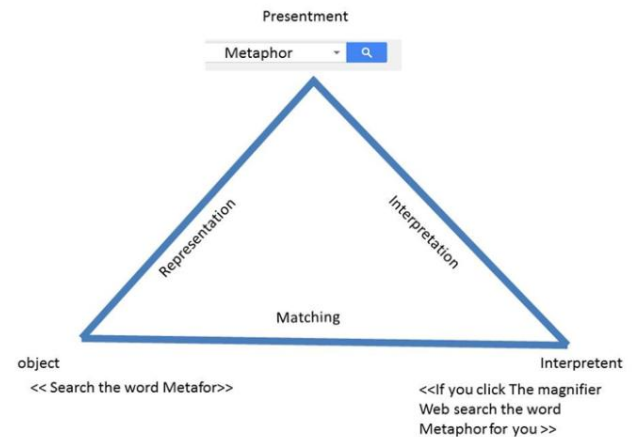 Presentment
Metaphor
Representation
Interpretation
Matching
object
Interpretent
<< Search the word Metafor>>
<<If you click The magnifier
Web search the word
Metaphor for you >>